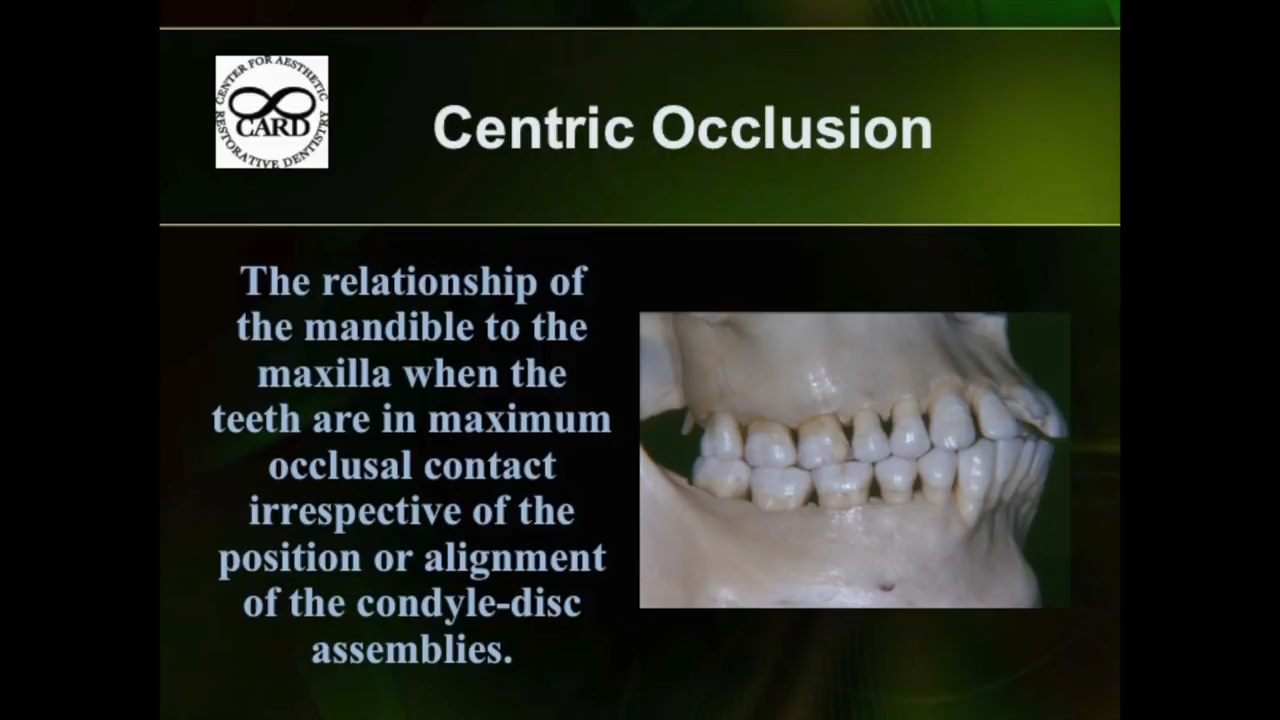 CENTER FOR AESTHETIC
CARD
RESTORATIVE DENTISTRY
Centric Occlusion
The relationship of
the mandible to the
maxilla when the
teeth are in maximum
occlusal contact
irrespective of the
position or alignment
of the condyle-disc
assemblies.